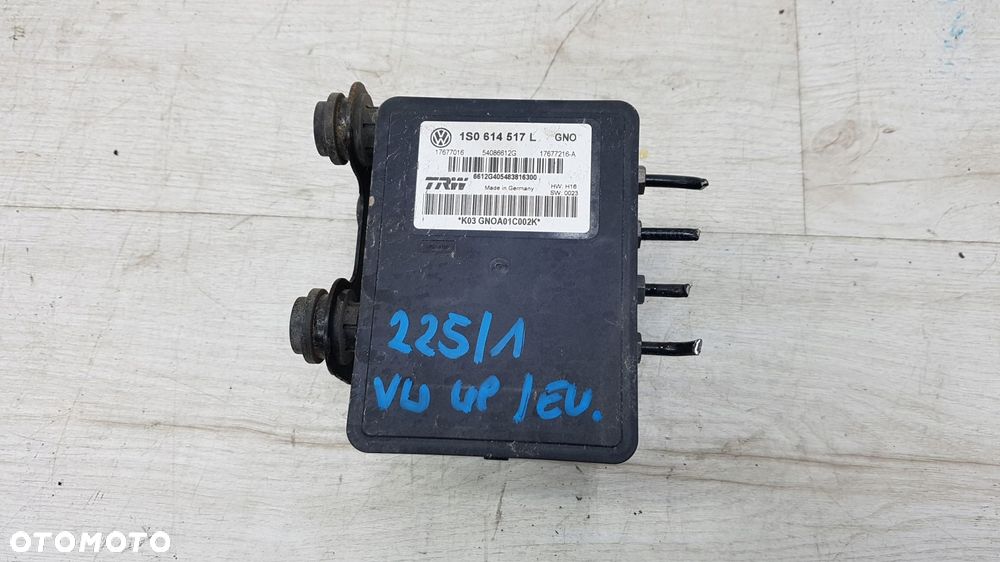 1S0 614 517 L GNO
17677016 54086612G 17677216-A
6612G405483816300
TRW Made in Germany HW: H16
SW: 0023
*K03 GNOA01C002K*
225/1
VW UP /EU.
OTOMOTO